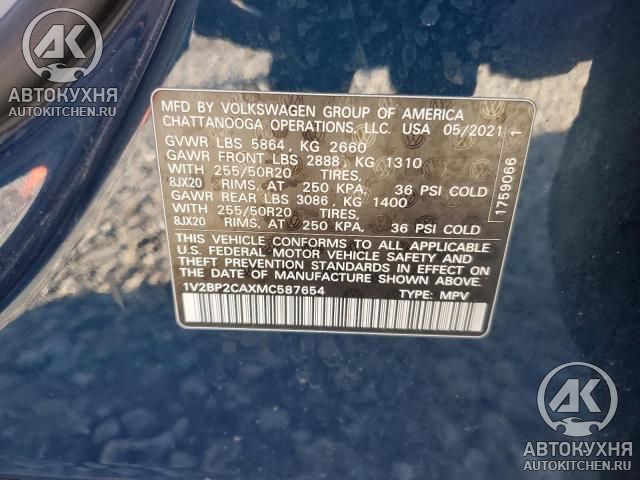 АВТОКУХНЯ
AUTOKITCHEN.RU
MFD BY VOLKSWAGEN GROUP OF AMERICA
CHATTANOOGA OPERATIONS, LLC. USA 05/2021
GVWR LBS 5864, KG 2660
GAWR FRONT LBS 2888, KG 1310
WITH 255/50R20 TIRES,
8JX20 RIMS, AT 250 KPA, 36 PSI COLD
GAWR REAR LBS 3086, KG 1400
WITH 255/50R20 TIRES,
8JX20 RIMS, AT 250 KPA, 36 PSI COLD
THIS VEHICLE CONFORMS TO ALL APPLICABLE
U.S. FEDERAL MOTOR VEHICLE SAFETY AND
THEFT PREVENTION STANDARDS IN EFFECT ON
THE DATE OF MANUFACTURE SHOWN ABOVE.
1V2BP2CAXMC587654 TYPE: MPV
1759066 1
АК
АВТОКУХНЯ
AUTOKITCHEN.RU